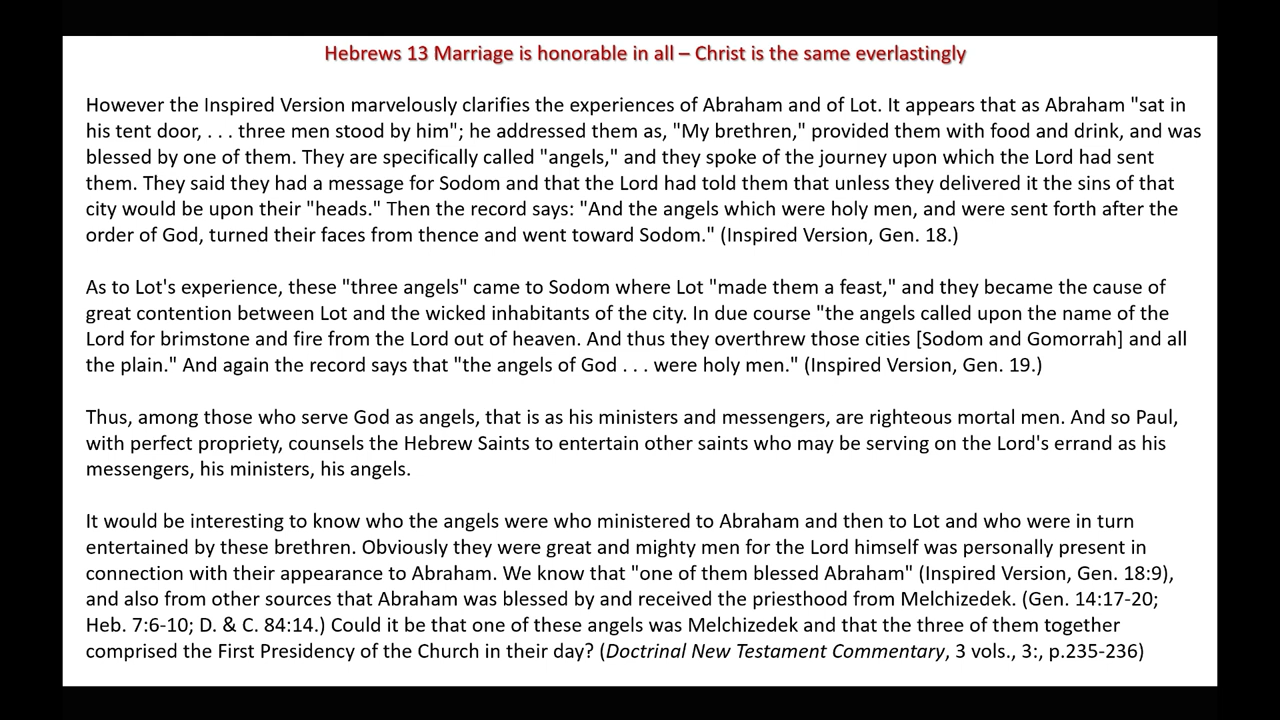 Hebrews 13 Marriage is honorable in all – Christ is the same everlastingly
However the Inspired Version marvelously clarifies the experiences of Abraham and of Lot. It appears that as Abraham "sat in
his tent door, . . . three men stood by him"; he addressed them as, "My brethren," provided them with food and drink, and was
blessed by one of them. They are specifically called "angels," and they spoke of the journey upon which the Lord had sent
them. They said they had a message for Sodom and that the Lord had told them that unless they delivered it the sins of that
city would be upon their "heads." Then the record says: "And the angels which were holy men, and were sent forth after the
order of God, turned their faces from thence and went toward Sodom." (Inspired Version, Gen. 18.)
As to Lot's experience, these "three angels" came to Sodom where Lot "made them a feast," and they became the cause of
great contention between Lot and the wicked inhabitants of the city. In due course "the angels called upon the name of the
Lord for brimstone and fire from the Lord out of heaven. And thus they overthrew those cities [Sodom and Gomorrah] and all
the plain." And again the record says that "the angels of God . . . were holy men." (Inspired Version, Gen. 19.)
Thus, among those who serve God as angels, that is as his ministers and messengers, are righteous mortal men. And so Paul,
with perfect propriety, counsels the Hebrew Saints to entertain other saints who may be serving on the Lord's errand as his
messengers, his ministers, his angels.
It would be interesting to know who the angels were who ministered to Abraham and then to Lot and who were in turn
entertained by these brethren. Obviously they were great and mighty men for the Lord himself was personally present in
connection with their appearance to Abraham. We know that "one of them blessed Abraham" (Inspired Version, Gen. 18:9),
and also from other sources that Abraham was blessed by and received the priesthood from Melchizedek. (Gen. 14:17-20;
Heb. 7:6-10; D. & C. 84:14.) Could it be that one of these angels was Melchizedek and that the three of them together
comprised the First Presidency of the Church in their day? (Doctrinal New Testament Commentary, 3 vols., 3:, p.235-236)